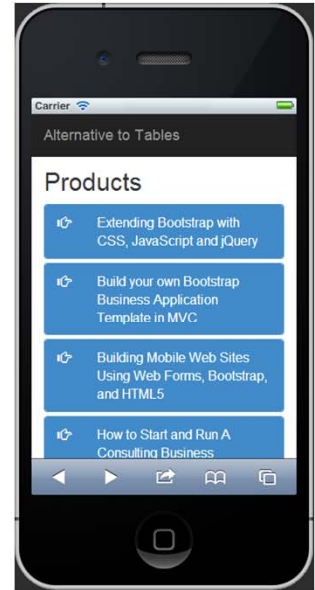 Carrier
Alternative to Tables
Products
Extending Bootstrap with
CSS, JavaScript and jQuery
Build your own Bootstrap
Business Application
Template in MVC
Building Mobile Web Sites
Using Web Forms, Bootstrap,
and HTML5
How to Start and Run A
Consulting Business